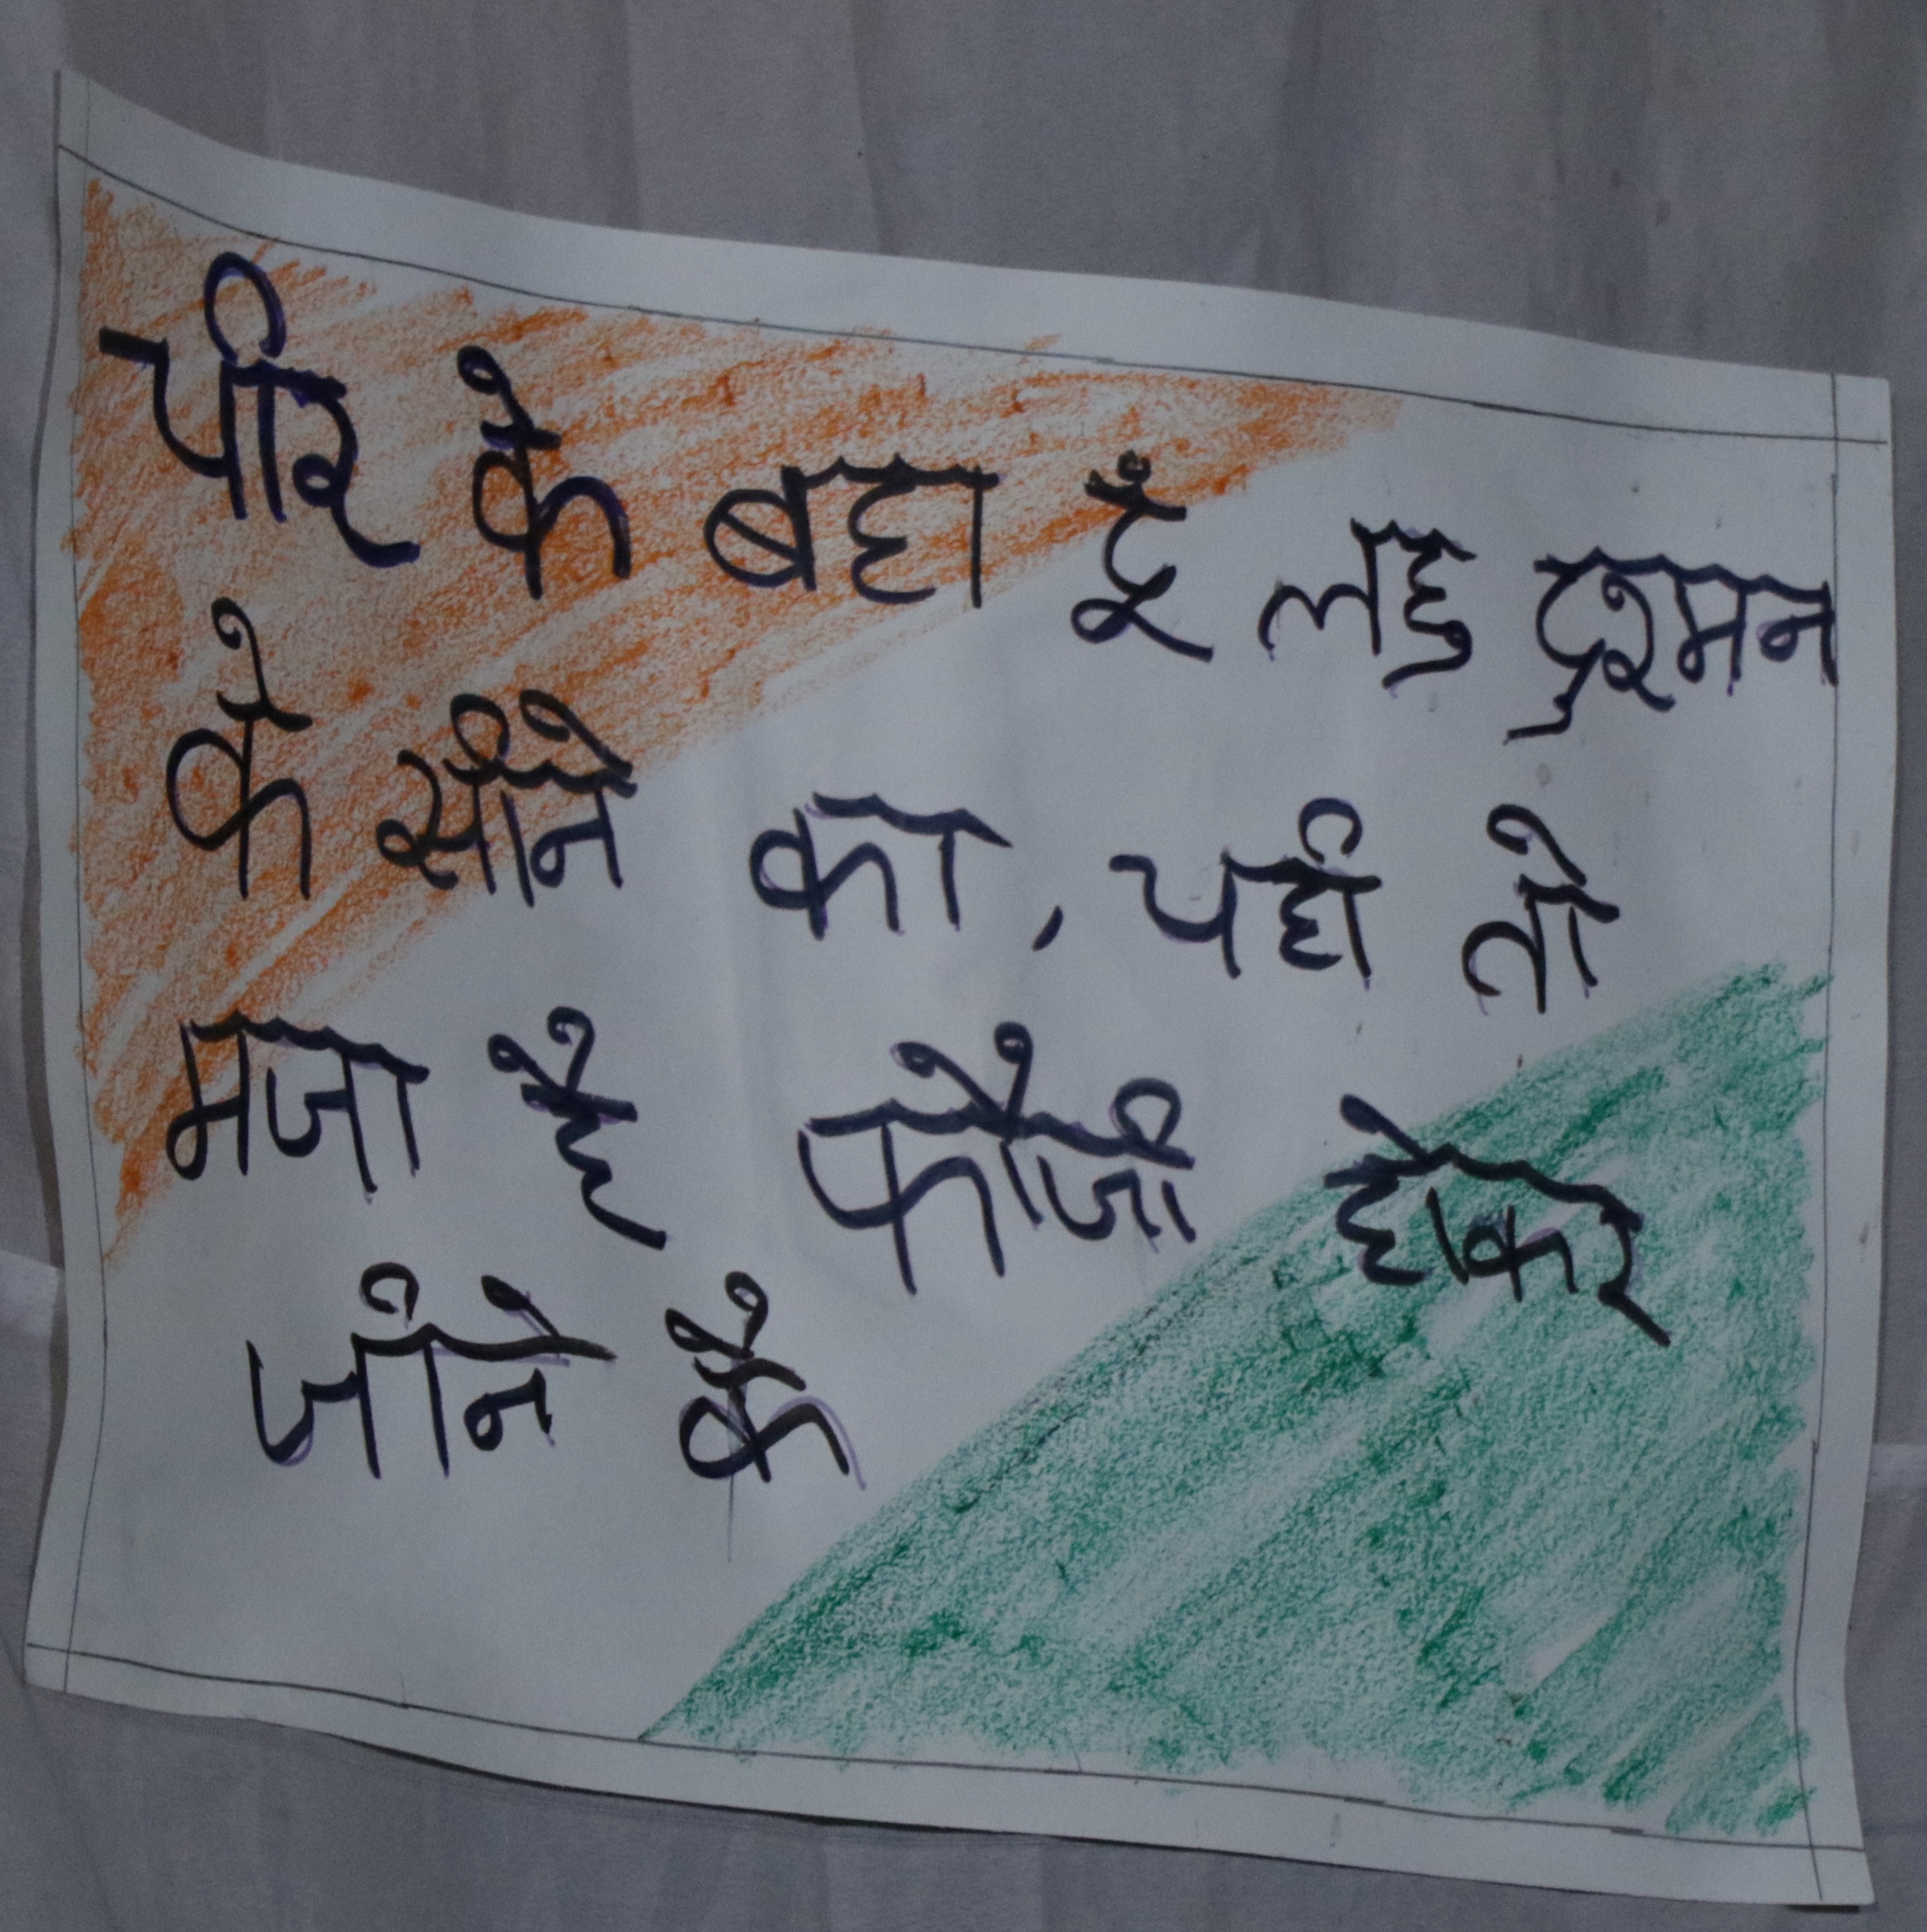 पीर के बहा दूँ लहु दुश्मन
के सीने का, यही तो
मजा है फौजी होकर
जीने कै